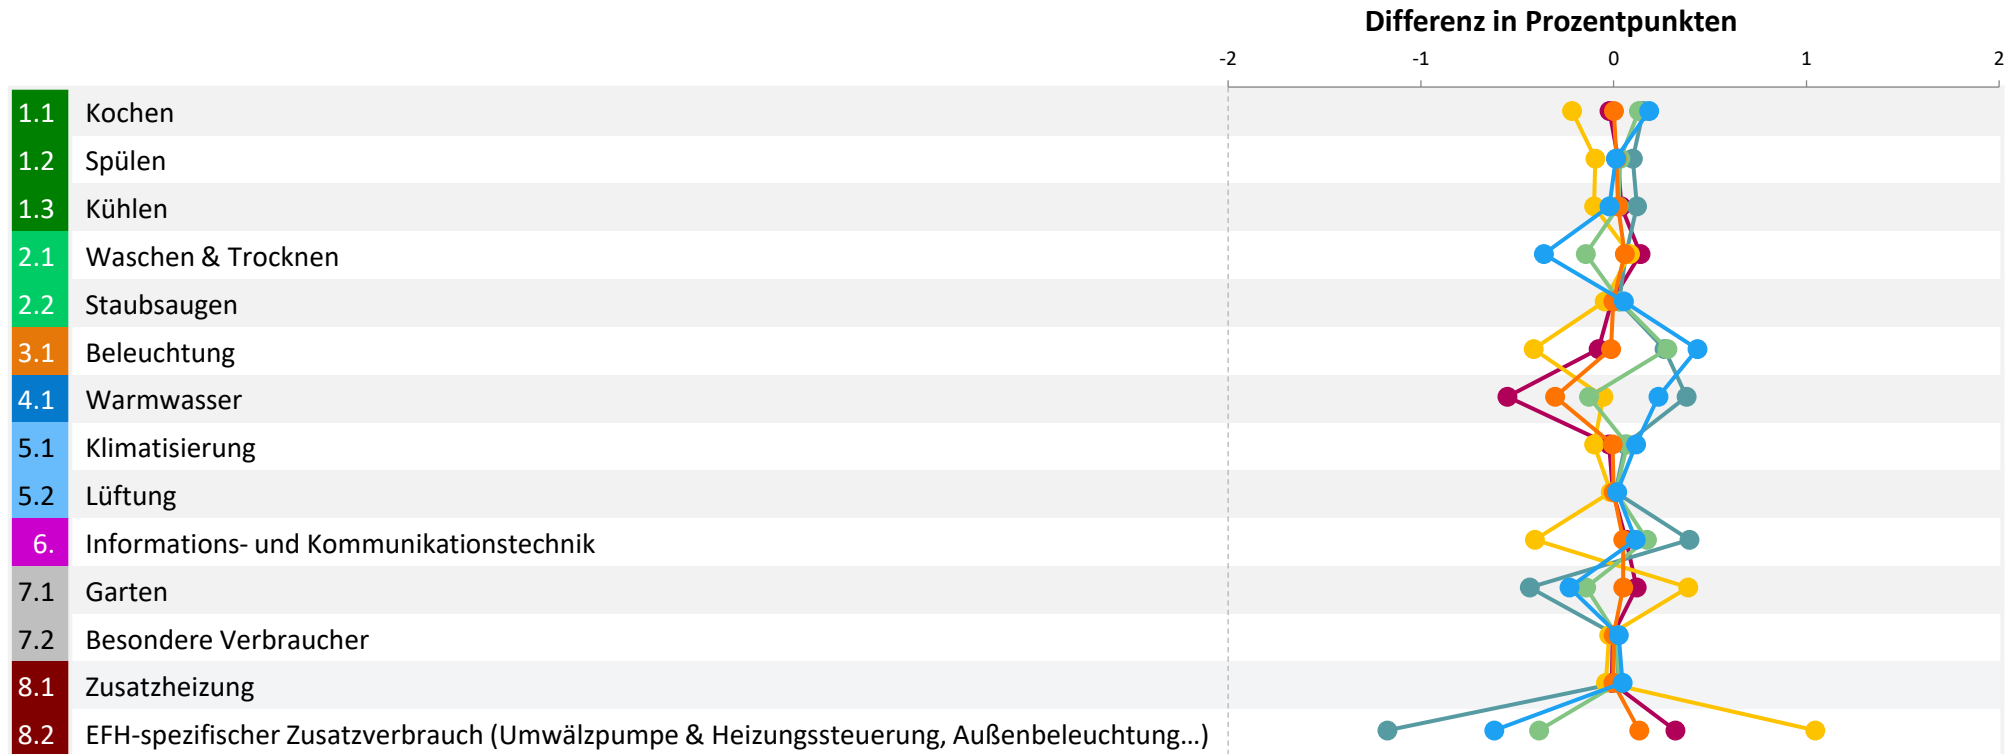 Differenz in Prozentpunkten
-2 -1 0 1 2
1.1 Kochen
1.2 Spülen
1.3 Kühlen
2.1 Waschen & Trocknen
2.2 Staubsaugen
3.1 Beleuchtung
4.1 Warmwasser
5.1 Klimatisierung
5.2 Lüftung
6. Informations- und Kommunikationstechnik
7.1 Garten
7.2 Besondere Verbraucher
8.1 Zusatzheizung
8.2 EFH-spezifischer Zusatzverbrauch (Umwälzpumpe & Heizungssteuerung, Außenbeleuchtung...)